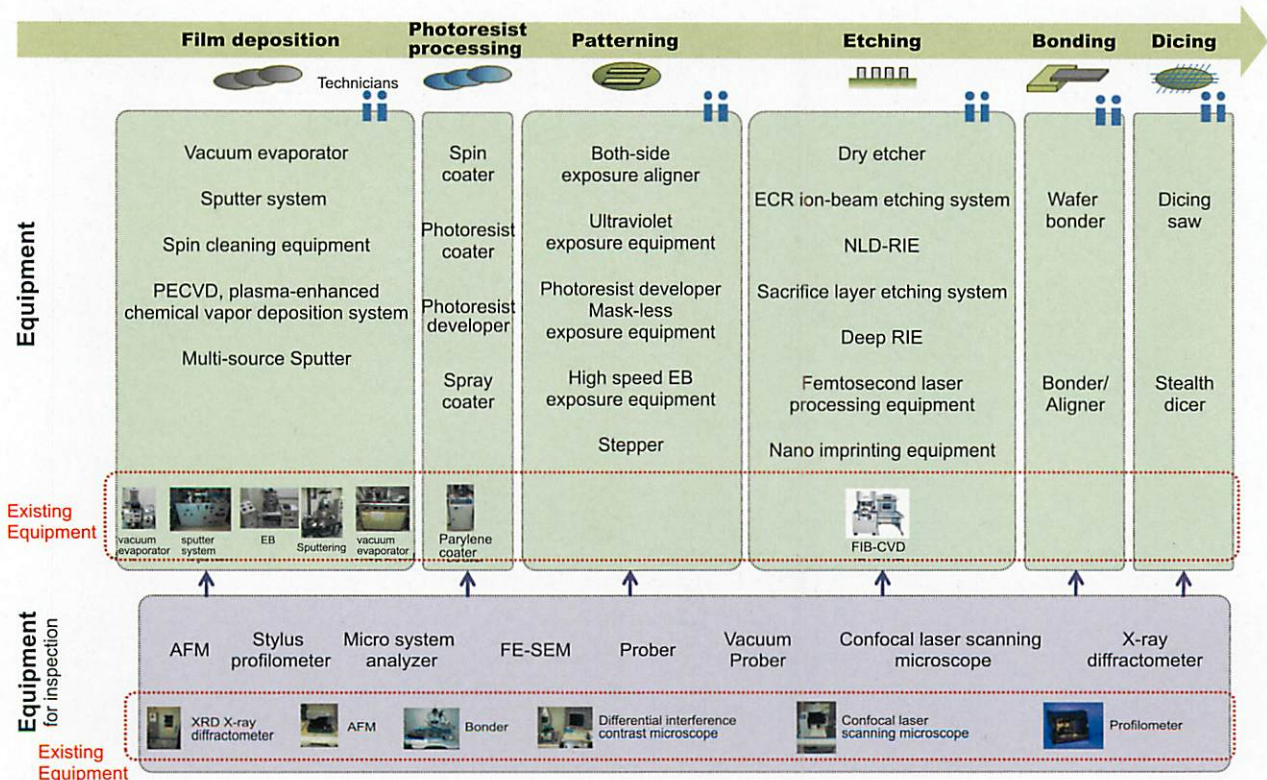 Film deposition
Photoresist
processing
Patterning
Etching
Bonding
Dicing
Technicians
Equipment
Vacuum evaporator
Sputter system
Spin cleaning equipment
PECVD, plasma-enhanced
chemical vapor deposition system
Multi-source Sputter
Spin
coater
Photoresist
coater
Photoresist
developer
Spray
coater
Both-side
exposure aligner
Ultraviolet
exposure equipment
Photoresist developer
Mask-less
exposure equipment
High speed EB
exposure equipment
Stepper
Dry etcher
ECR ion-beam etching system
NLD-RIE
Sacrifice layer etching system
Deep RIE
Femtosecond laser
processing equipment
Nano imprinting equipment
Wafer
bonder
Bonder/
Aligner
Dicing
saw
Stealth
dicer
Existing
Equipment
vacuum
evaporator
sputter
system
EB
Sputtering
vacuum
evaporator
Parylene
coater
FIB-CVD
Equipment
for inspection
AFM
Stylus
profilometer
Micro system
analyzer
FE-SEM
Prober
Vacuum
Prober
Confocal laser scanning
microscope
X-ray
diffractometer
Existing
Equipment
XRD X-ray
diffractometer
AFM
Bonder
Differential interference
contrast microscope
Confocal laser
scanning microscope
Profilometer